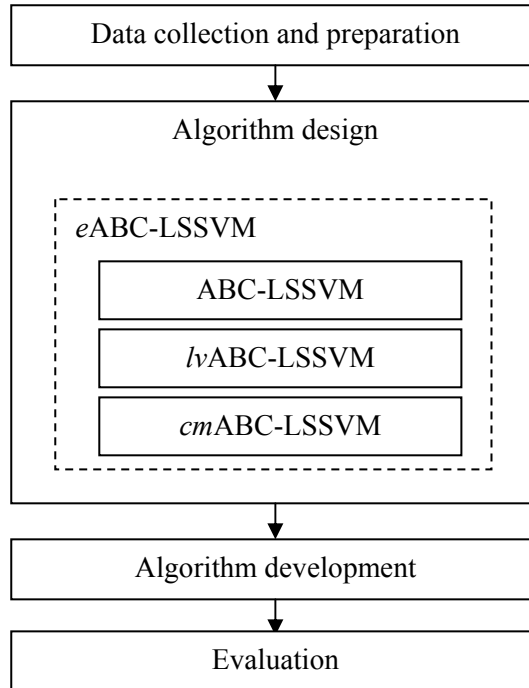 Data collection and preparation
Algorithm design
eABC-LSSVM
ABC-LSSVM
lvABC-LSSVM
cmABC-LSSVM
Algorithm development
Evaluation